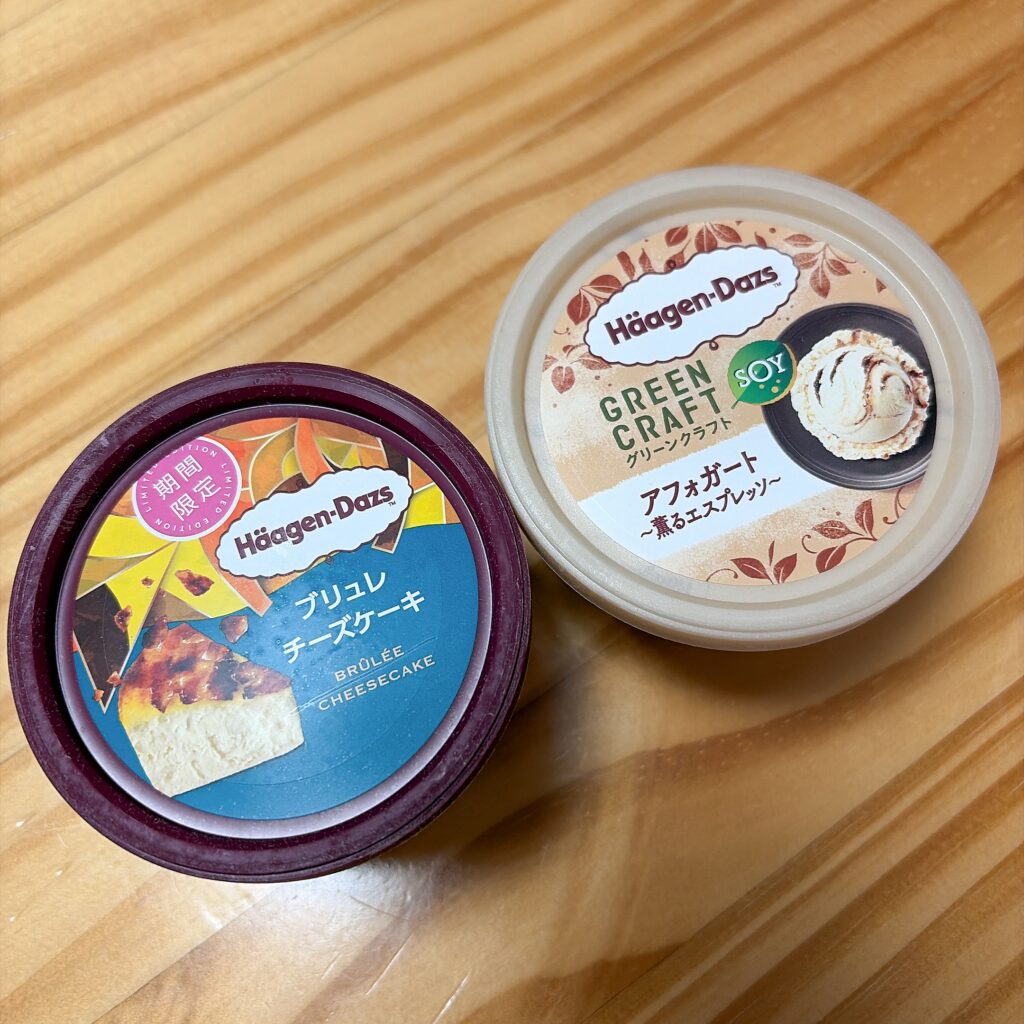 LIMITED EDITION LIMITED EDITION
期間
限定
Häagen-Dazs™
ブリュレ
チーズケーキ
BRÛLÉE
CHEESECAKE
Häagen-Dazs™
GREEN
CRAFT
SOY
グリーンクラフト
アフォガート
~薫るエスプレッソ~